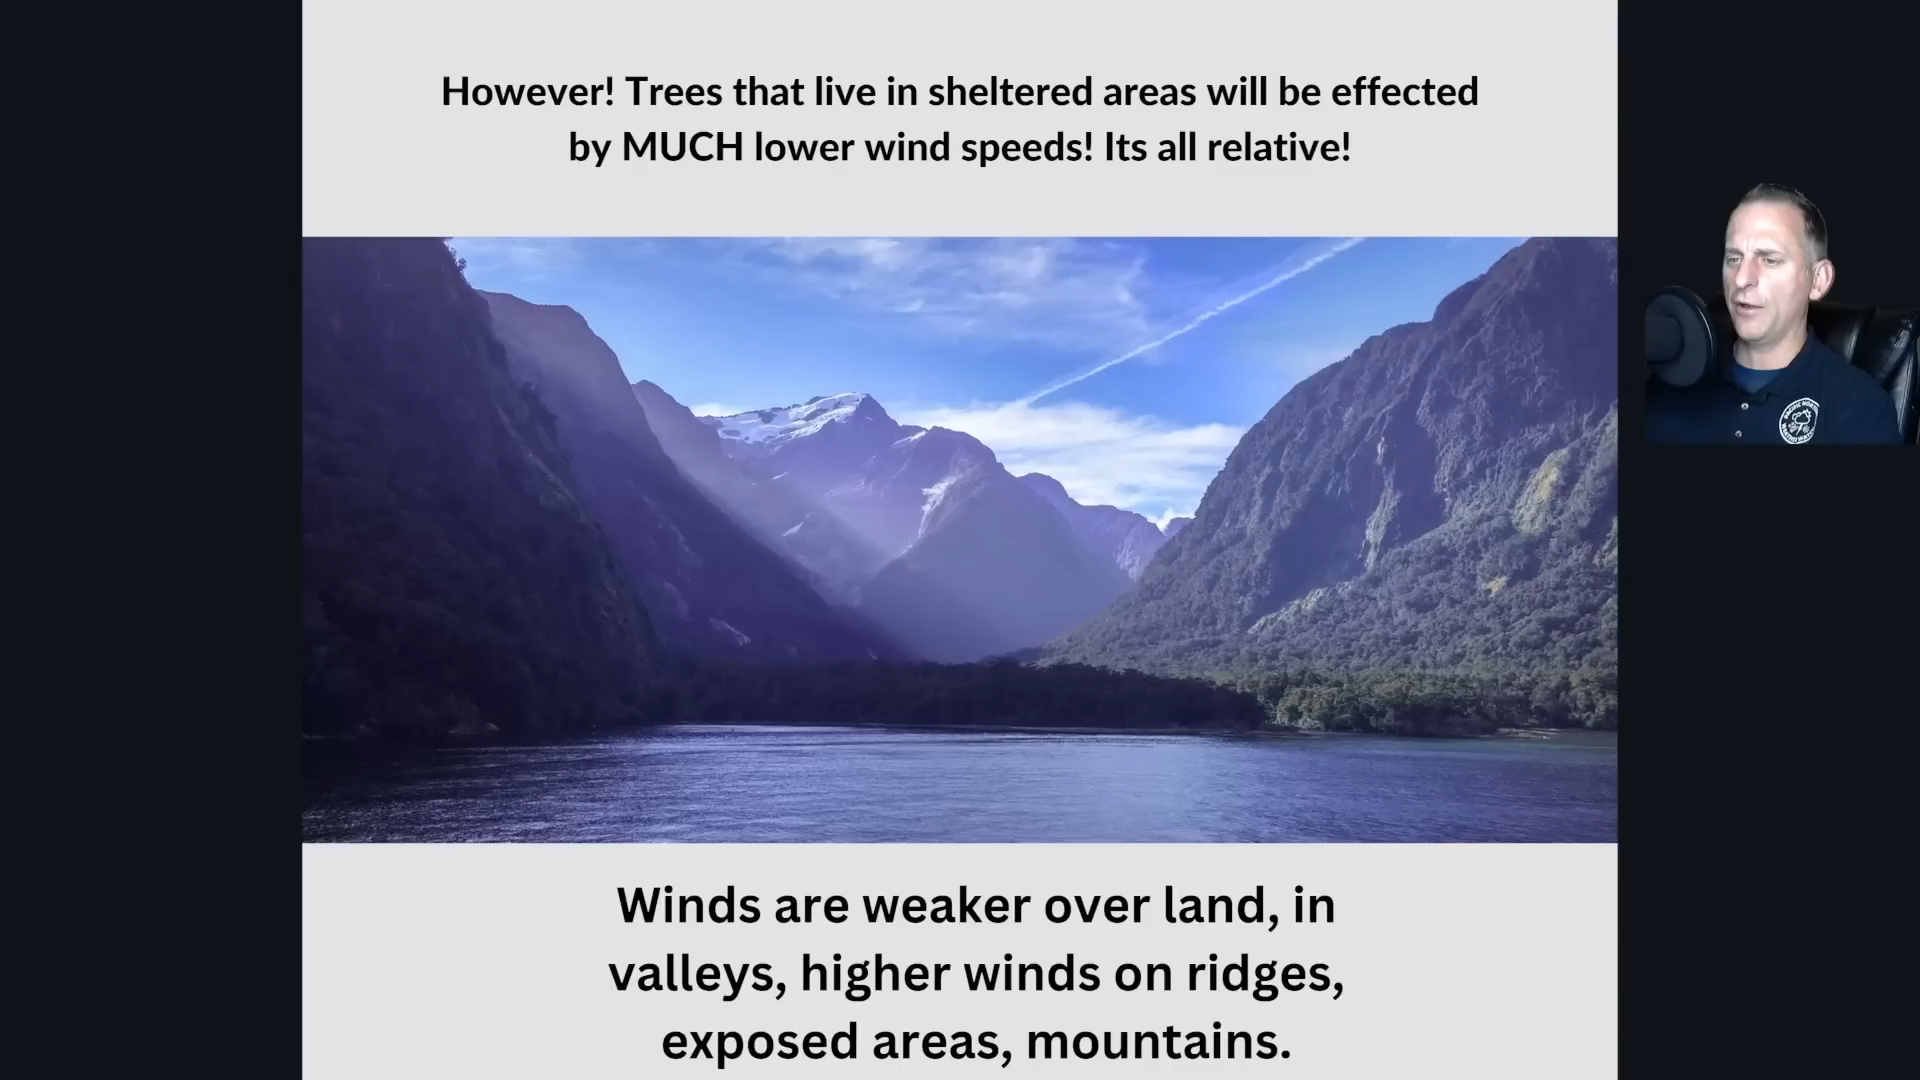 However! Trees that live in sheltered areas will be effected
by MUCH lower wind speeds! Its all relative!
Winds are weaker over land, in
valleys, higher winds on ridges,
exposed areas, mountains.